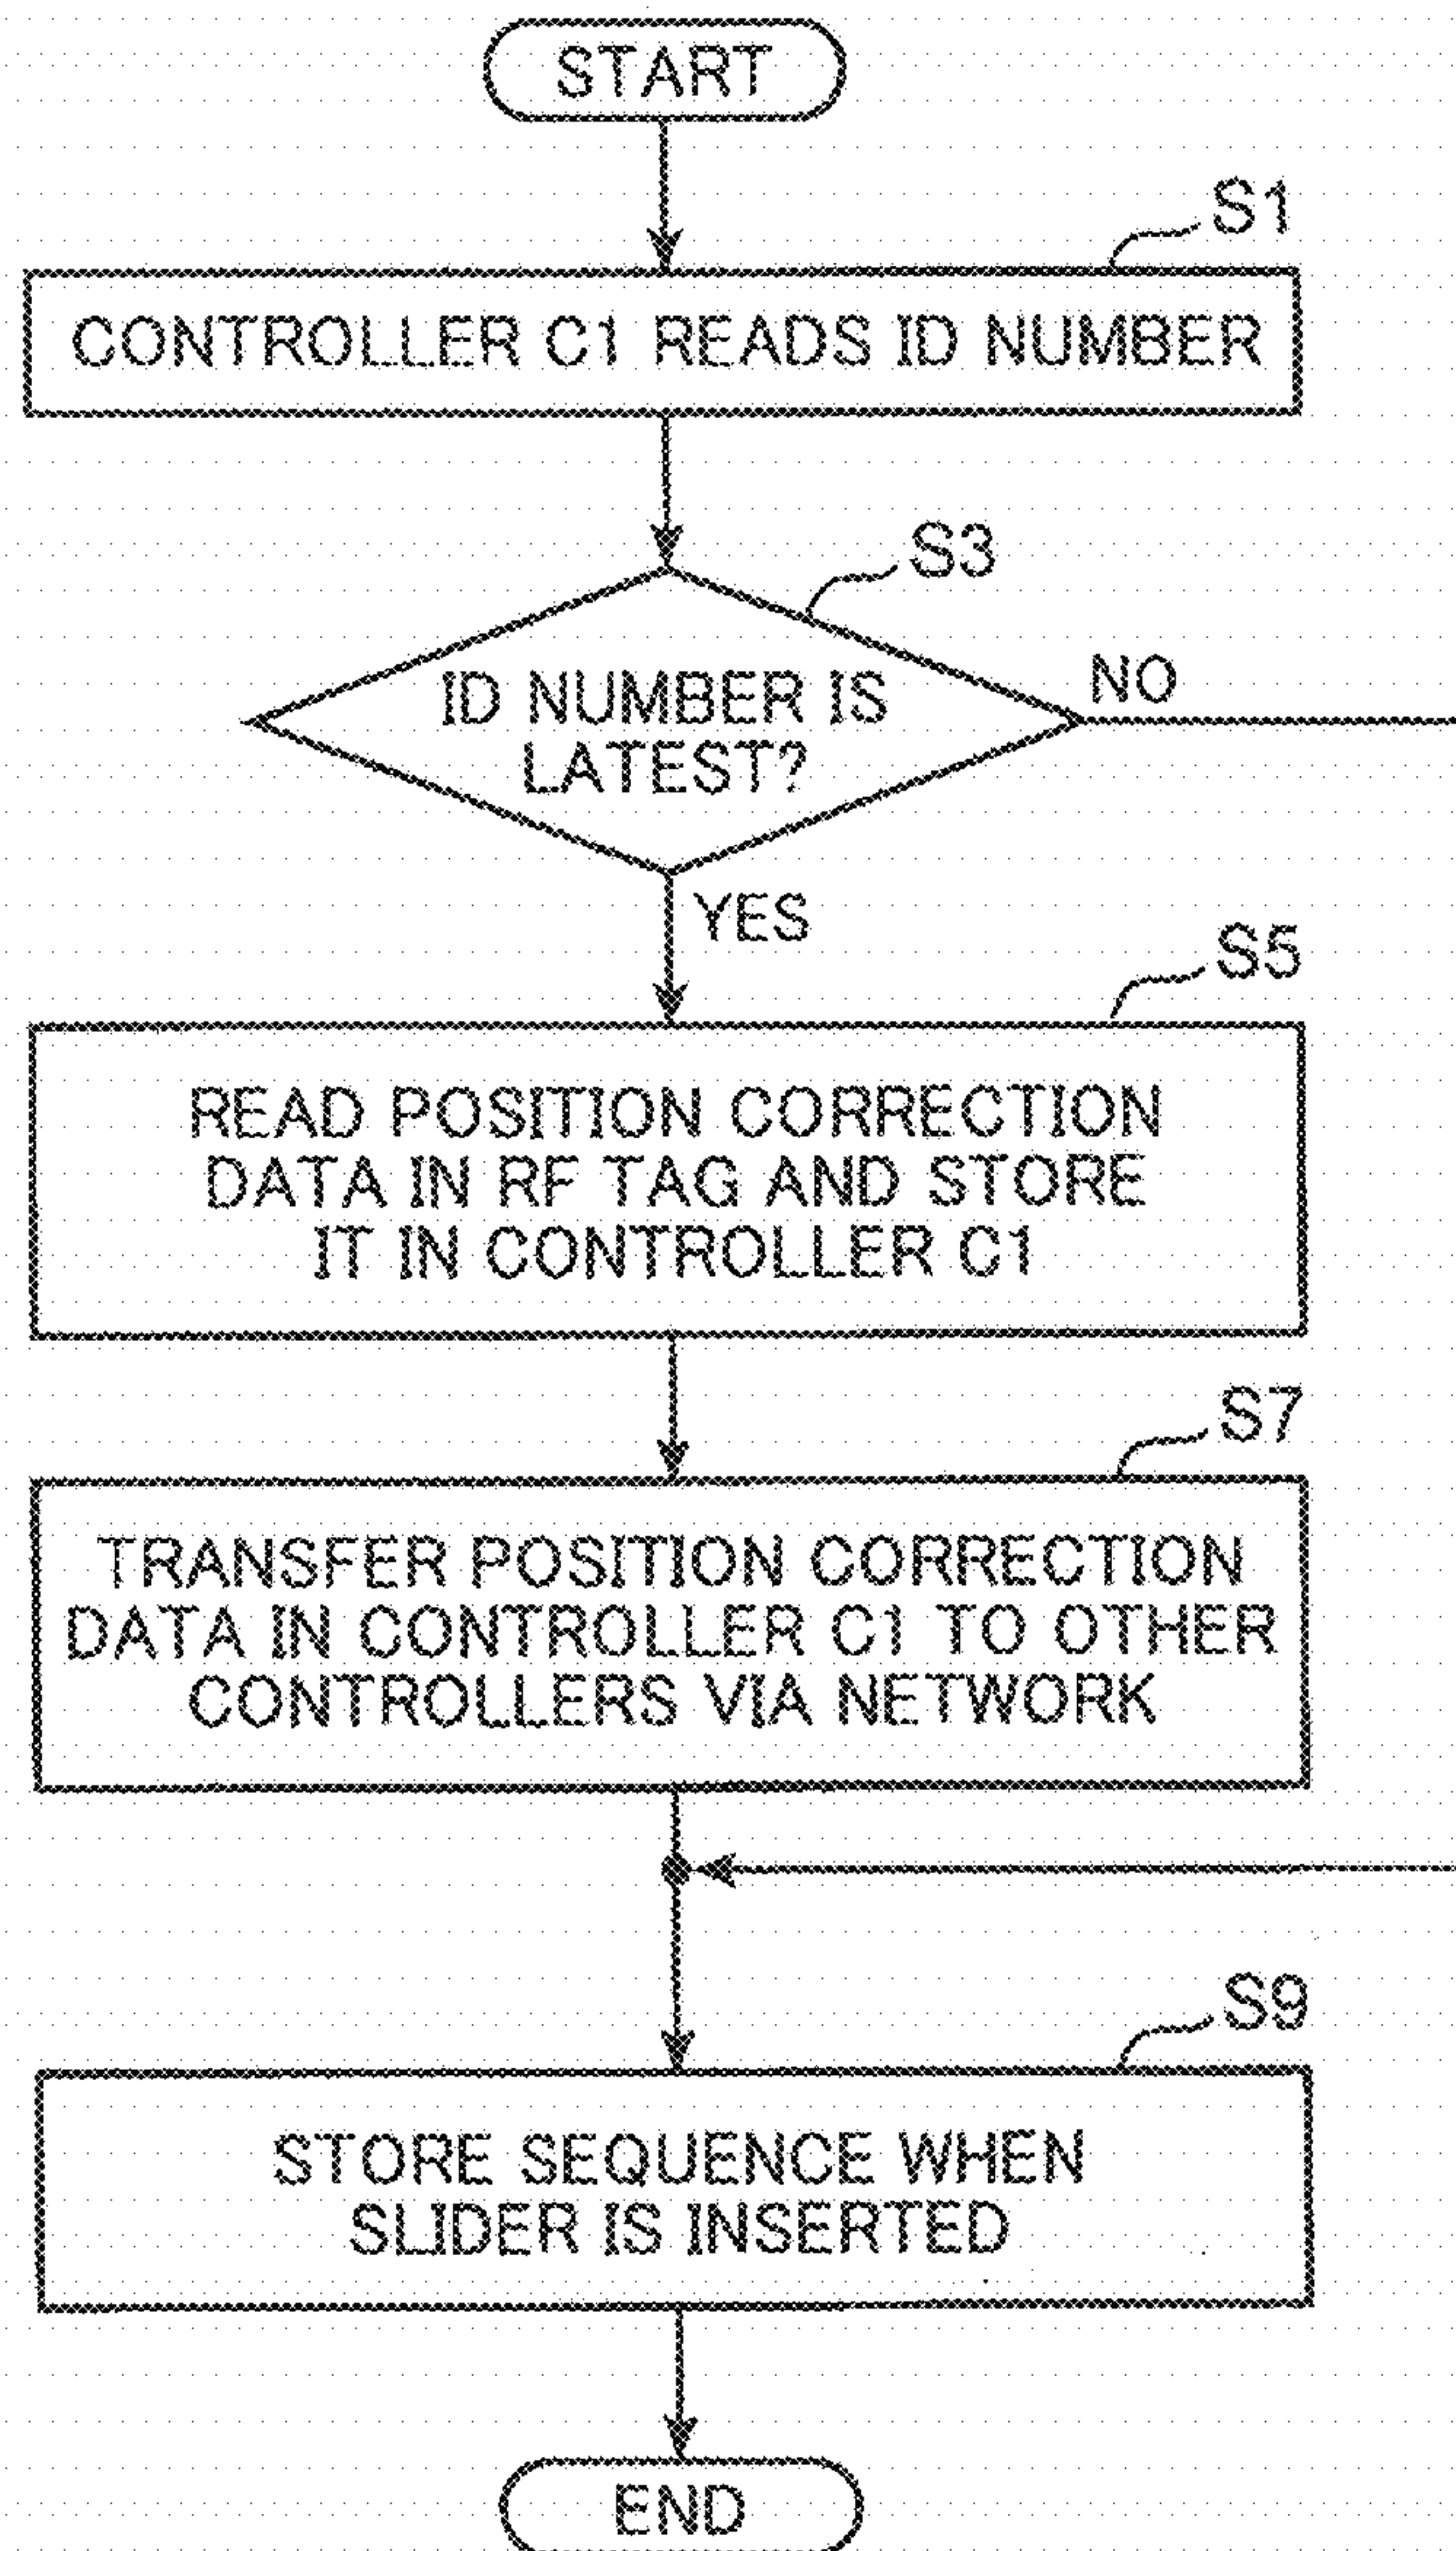 START
S1
CONTROLLER C1 READS ID NUMBER
S3
ID NUMBER IS
LATEST?
NO
YES
S5
READ POSITION CORRECTION
DATA IN RF TAG AND STORE
IT IN CONTROLLER C1
S7
TRANSFER POSITION CORRECTION
DATA IN CONTROLLER C1 TO OTHER
CONTROLLERS VIA NETWORK
S9
STORE SEQUENCE WHEN
SLIDER IS INSERTED
END